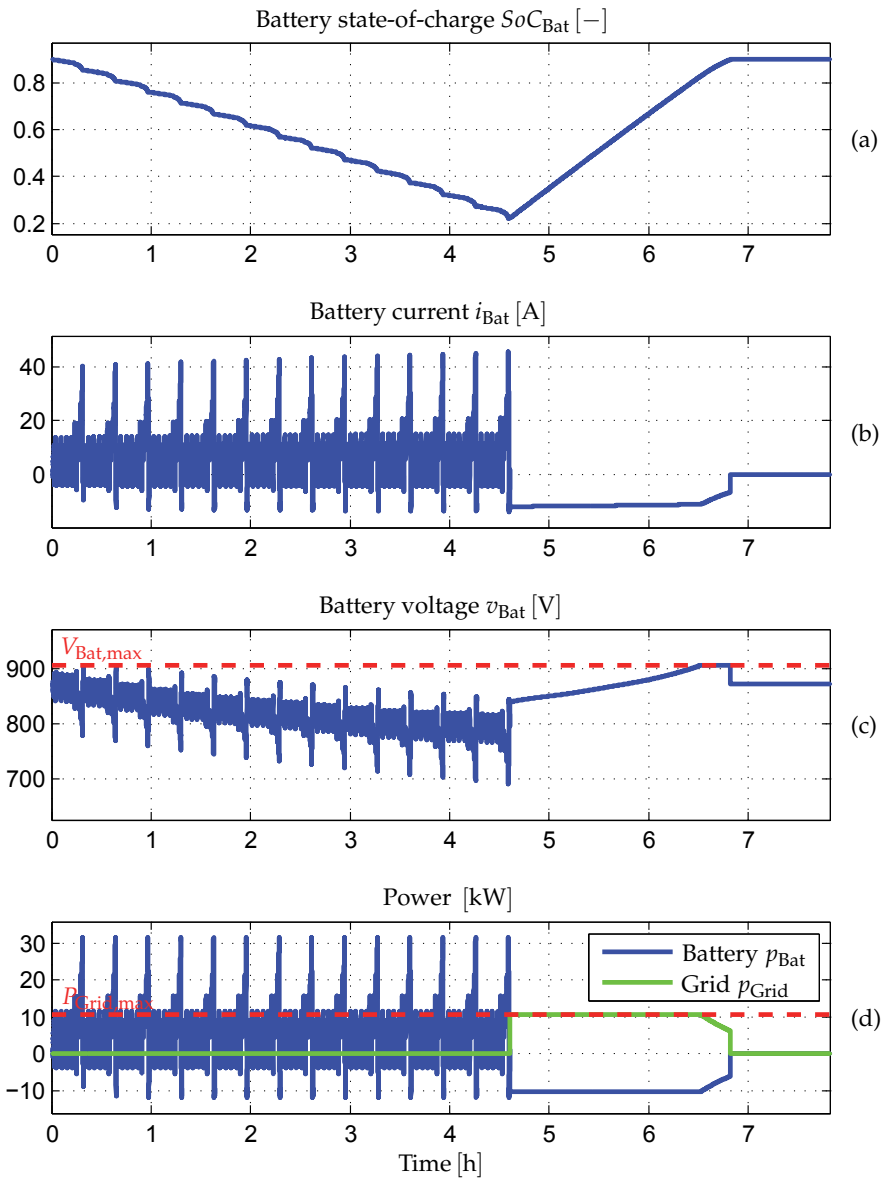 Battery state-of-charge SoC_Bat [−]
0.8
0.6
0.4
0.2
0 1 2 3 4 5 6 7
(a)
Battery current i_Bat [A]
40
20
0
0 1 2 3 4 5 6 7
(b)
Battery voltage v_Bat [V]
V_Bat,max
900
800
700
0 1 2 3 4 5 6 7
(c)
Power [kW]
30
20
10
0
−10
P_Grid,max
Battery p_Bat
Grid p_Grid
(d)
0 1 2 3 4 5 6 7
Time [h]